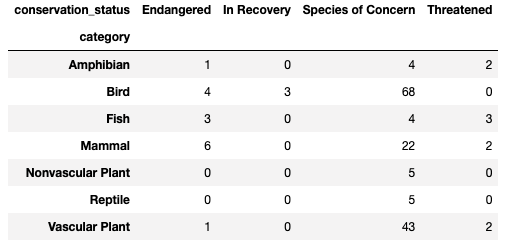 conservation_status Endangered In Recovery Species of Concern Threatened
category
Amphibian 1 0 4 2
Bird 4 3 68 0
Fish 3 0 4 3
Mammal 6 0 22 2
Nonvascular Plant 0 0 5 0
Reptile 0 0 5 0
Vascular Plant 1 0 43 2